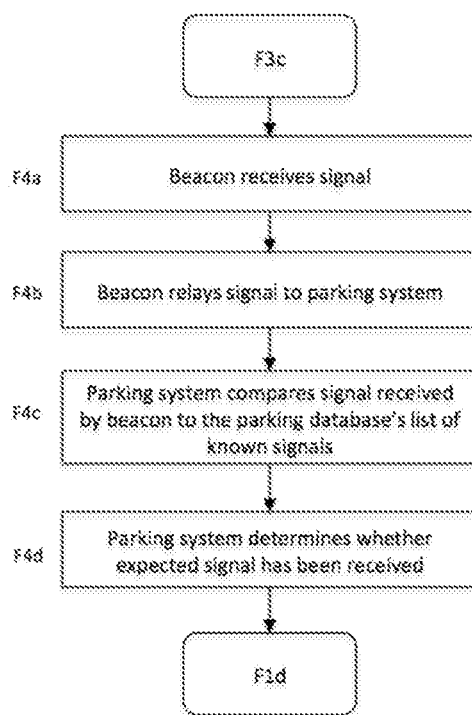 F3c
F4a
Beacon receives signal
F4b
Beacon relays signal to parking system
F4c
Parking system compares signal received
by beacon to the parking database's list of
known signals
F4d
Parking system determines whether
expected signal has been received
F1d